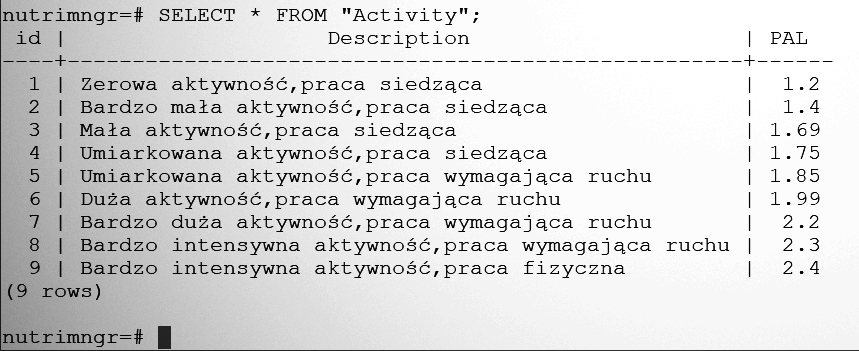 nutrimngr=# SELECT * FROM "Activity";
 id |                     Description                     | PAL
----+-----------------------------------------------------+------
  1 | Zerowa aktywność,praca siedząca                     |  1.2
  2 | Bardzo mała aktywność,praca siedząca                |  1.4
  3 | Mała aktywność,praca siedząca                       | 1.69
  4 | Umiarkowana aktywność,praca siedząca                | 1.75
  5 | Umiarkowana aktywność,praca wymagająca ruchu        | 1.85
  6 | Duża aktywność,praca wymagająca ruchu               | 1.99
  7 | Bardzo duża aktywność,praca wymagająca ruchu        |  2.2
  8 | Bardzo intensywna aktywność,praca wymagająca ruchu  |  2.3
  9 | Bardzo intensywna aktywność,praca fizyczna          |  2.4
(9 rows)
nutrimngr=#